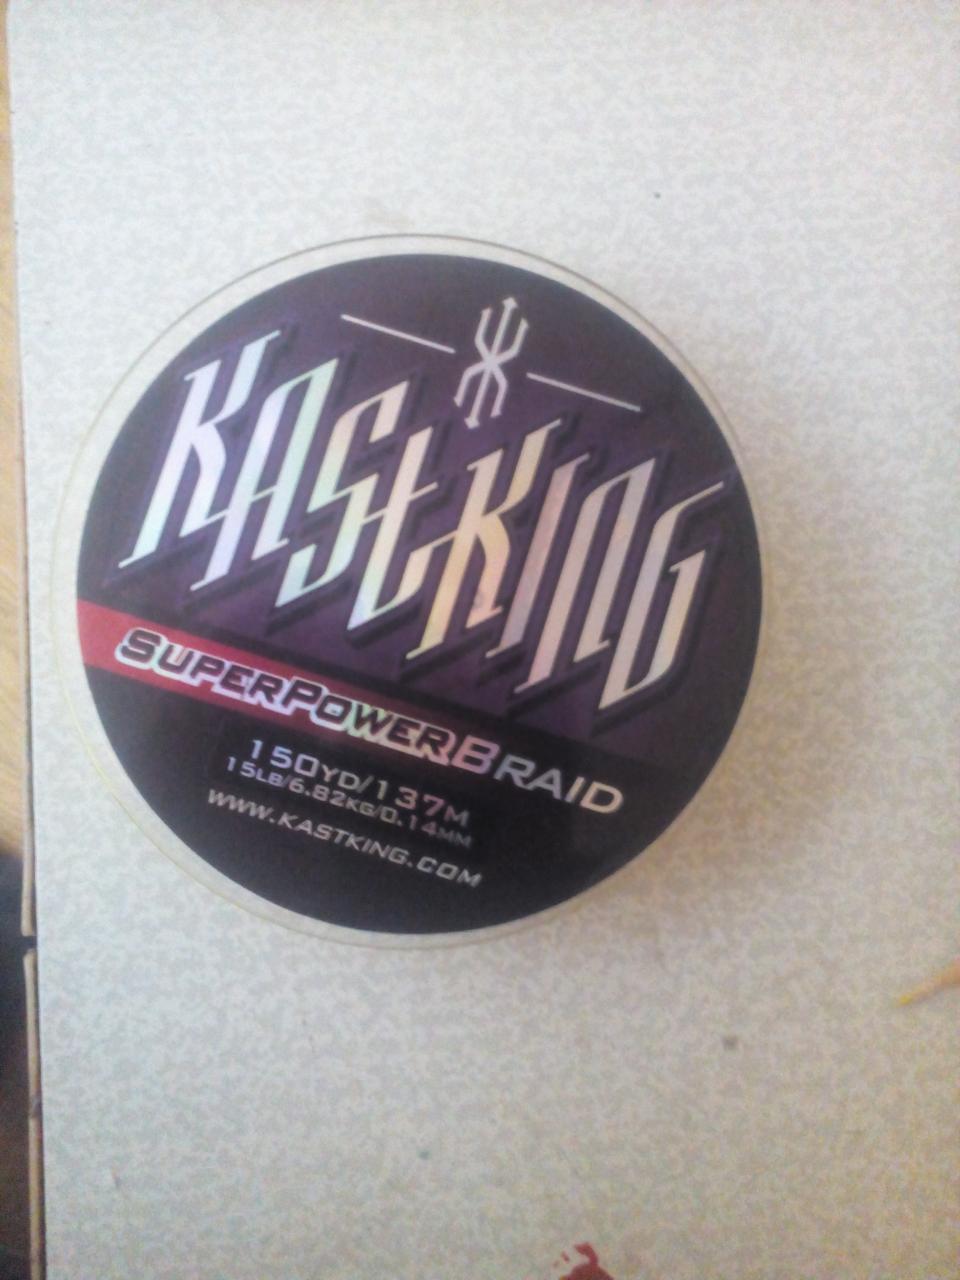 KASTKING
SUPERPOWERBRAID
150YD/137M
15LB/6.82KG/0.14MM
WWW.KASTKING.COM